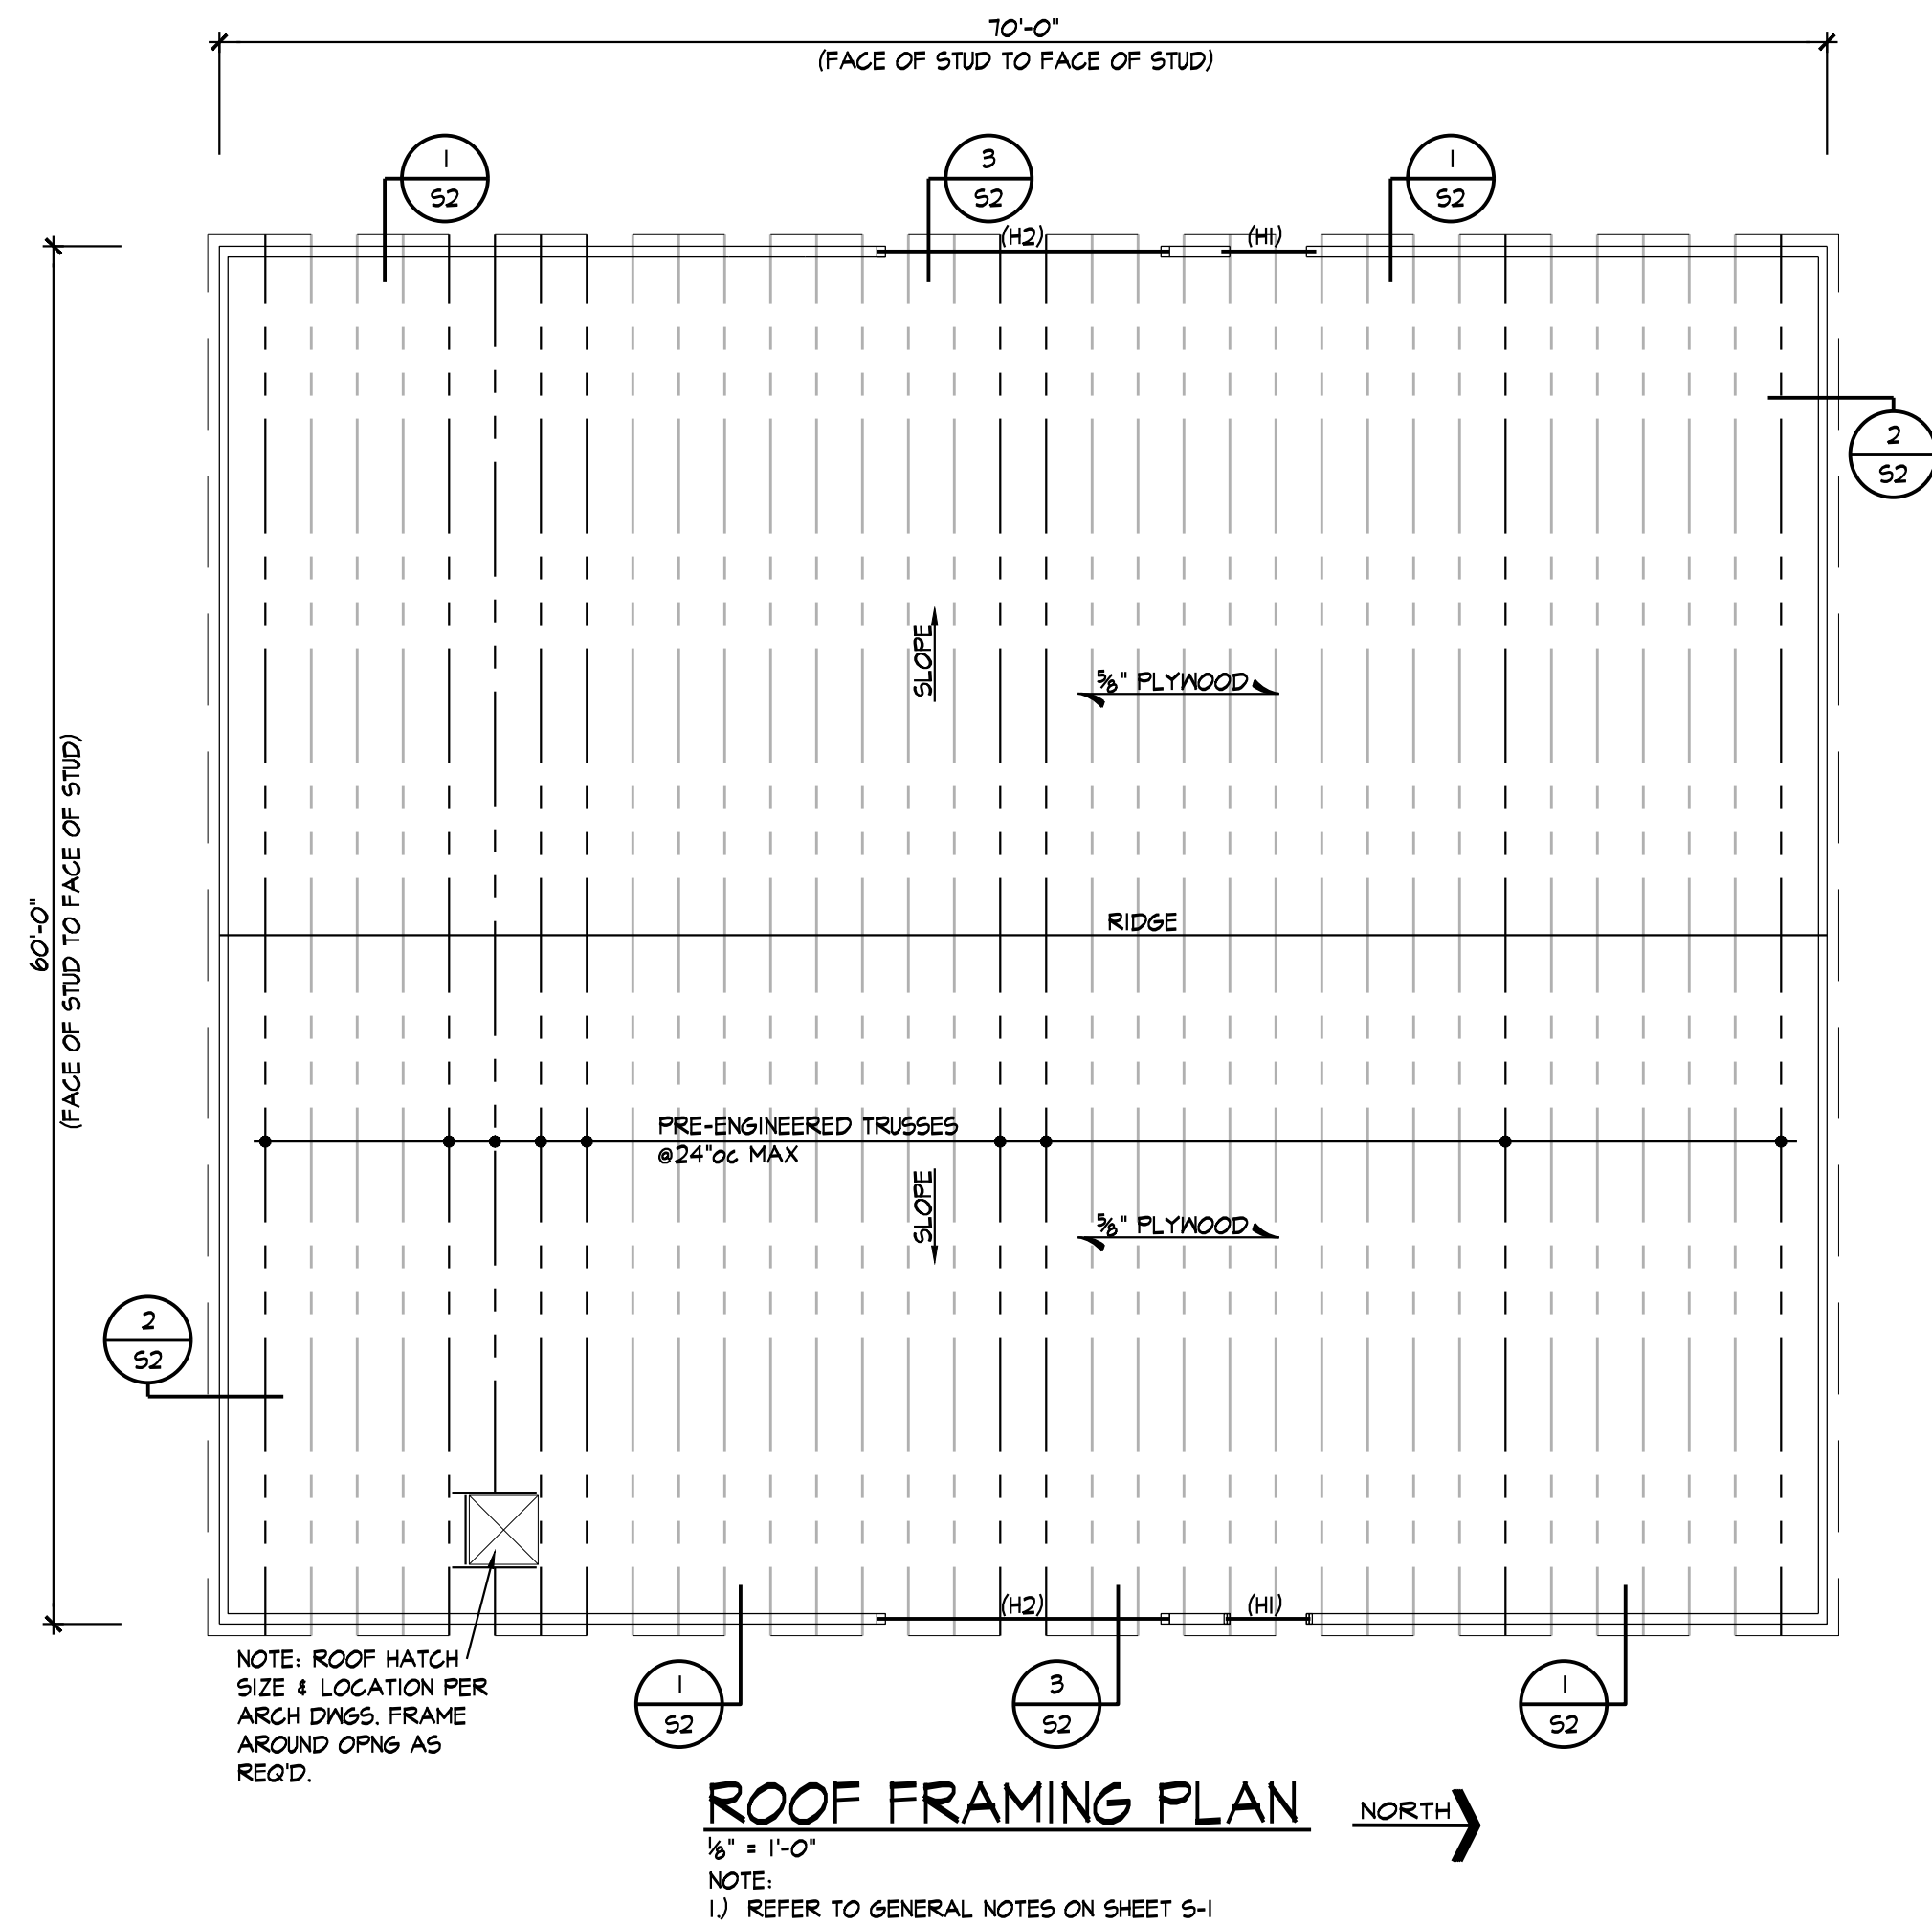 70'-0"
(FACE OF STUD TO FACE OF STUD)
1
S2
3
S2
1
S2
(H2)
(H1)
2
S2
SLOPE
5/8" PLYWOOD
60'-0"
(FACE OF STUD TO FACE OF STUD)
RIDGE
PRE-ENGINEERED TRUSSES
@24"oc MAX
SLOPE
5/8" PLYWOOD
2
S2
(H2)
(H1)
NOTE: ROOF HATCH
SIZE & LOCATION PER
ARCH DWGS. FRAME
AROUND OPNG AS
REQ'D.
1
S2
3
S2
1
S2
ROOF FRAMING PLAN
1/8" = 1'-0"
NORTH
NOTE:
1.) REFER TO GENERAL NOTES ON SHEET S-1